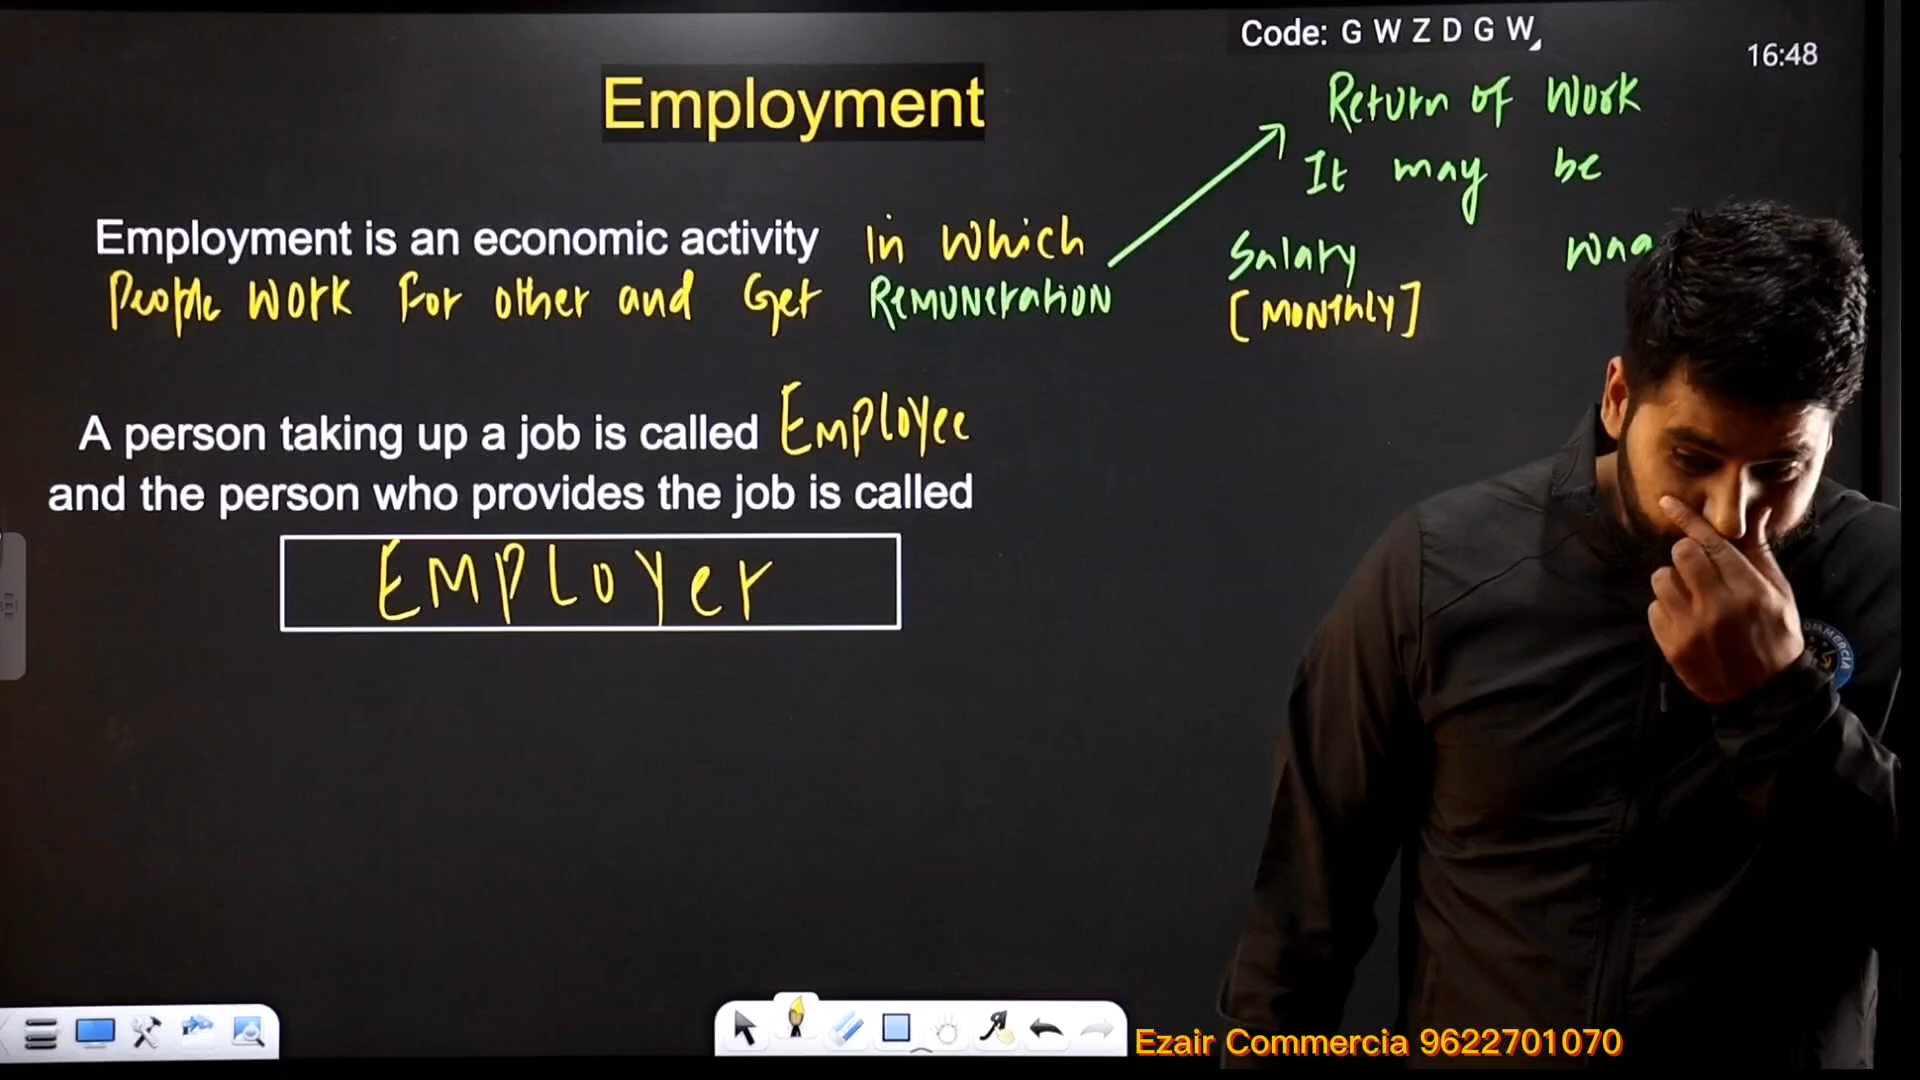 Code: G W Z D G W
16:48
Employment
Return of Work
It may be
Salary
[Monthly]
Employment is an economic activity in which
People work for other and Get Remuneration
A person taking up a job is called Employee
and the person who provides the job is called
Employer
COMMERCIA
Ezair Commercia 9622701070